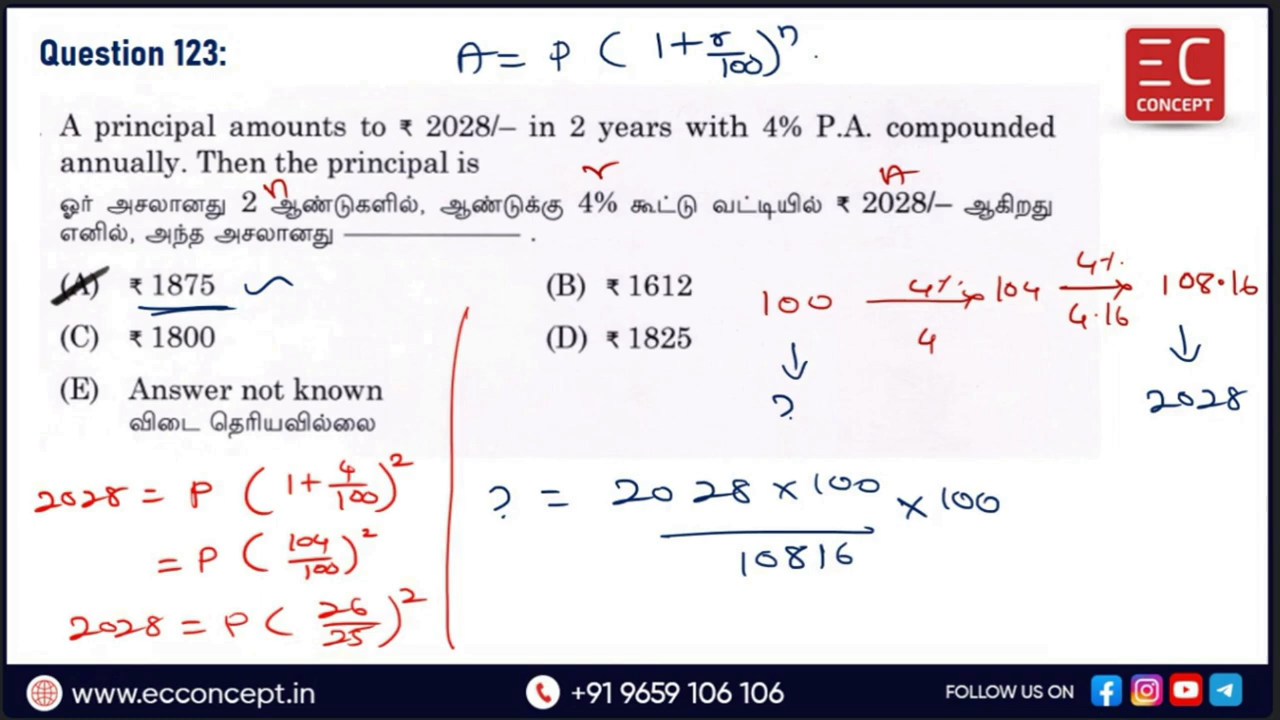 Question 123:
A = P ( 1 + r/100 )^n .
EC
CONCEPT
A principal amounts to ₹ 2028/– in 2 years with 4% P.A. compounded
annually. Then the principal is
n r A
ஓர் அசலானது 2 ஆண்டுகளில், ஆண்டுக்கு 4% கூட்டு வட்டியில் ₹ 2028/– ஆகிறது
எனில், அந்த அசலானது ______________ .
(A) ₹ 1875
(B) ₹ 1612
(C) ₹ 1800
(D) ₹ 1825
(E) Answer not known
விடை தெரியவில்லை
100 4% 4 → 104 4% 4.16 → 108.16
↓ ↓
? 2028
2028 = P ( 1 + 4/100 )^2
= P ( 104/100 )^2
2028 = P ( 26/25 )^2
? = 2028 × 100 / 10816 × 100
www.ecconcept.in
+91 9659 106 106
FOLLOW US ON